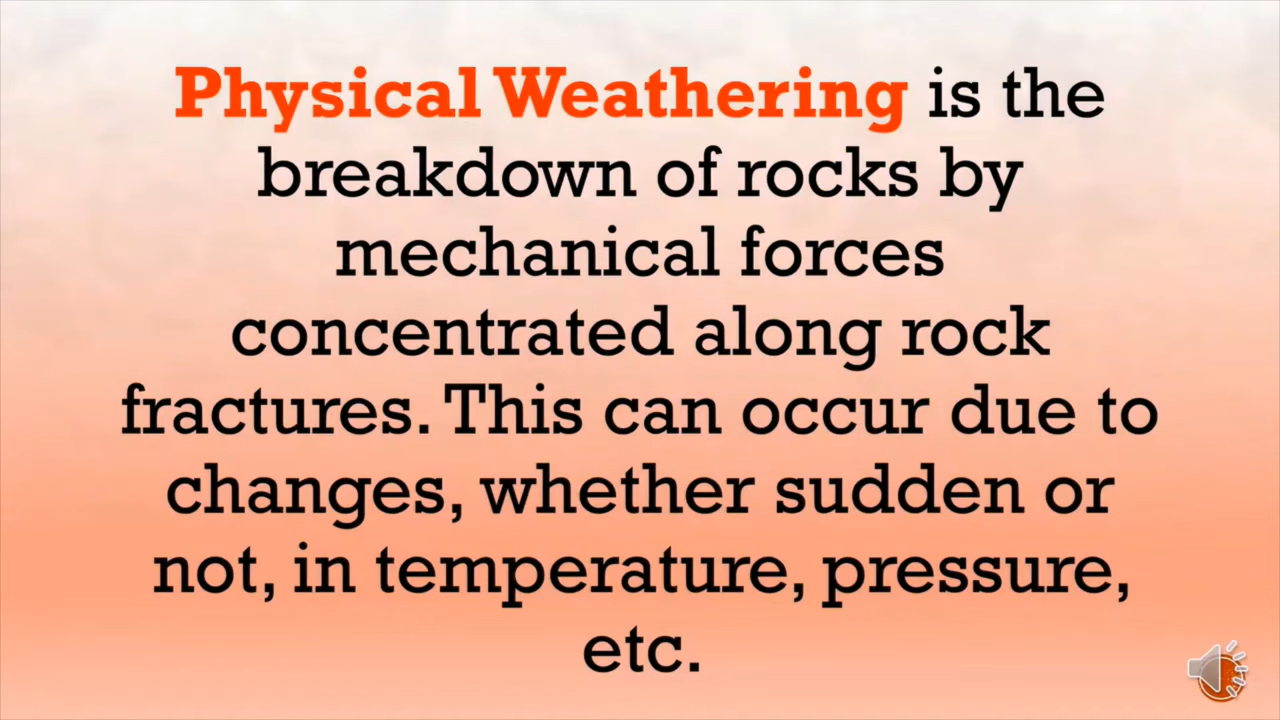 Physical Weathering is the
breakdown of rocks by
mechanical forces
concentrated along rock
fractures. This can occur due to
changes, whether sudden or
not, in temperature, pressure,
etc.